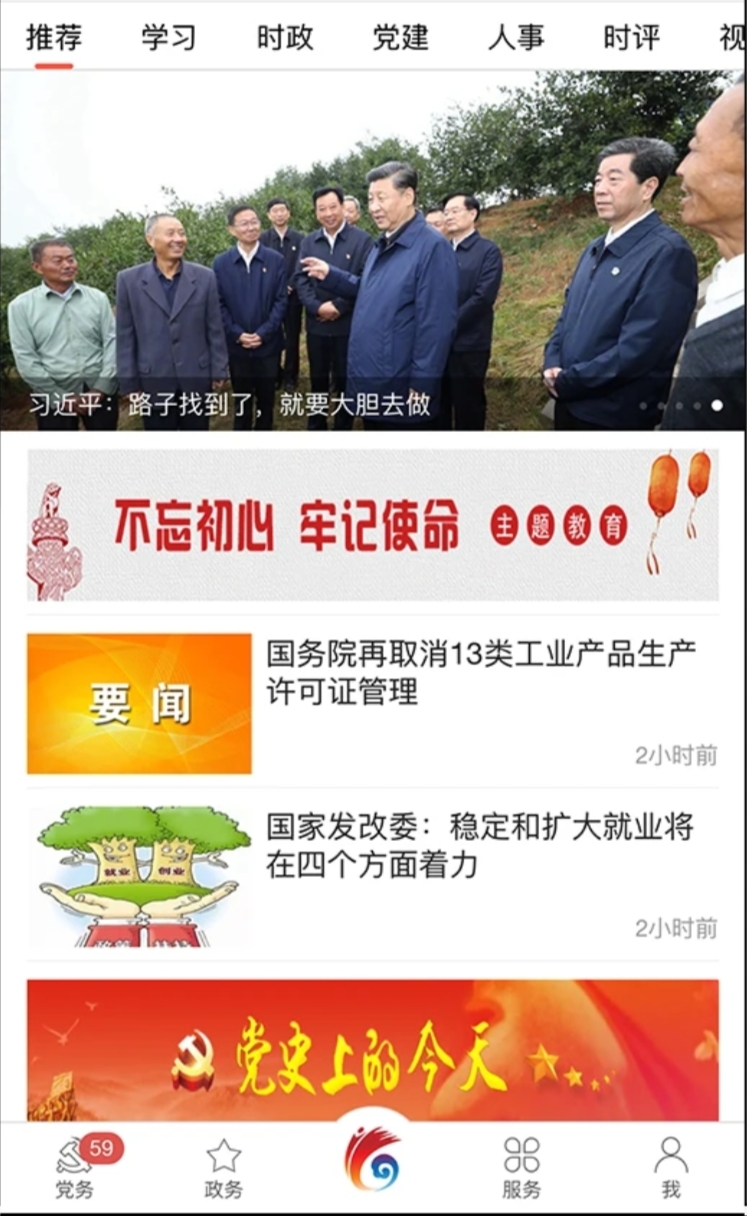 推荐 学习 时政 党建 人事 时评 视
习近平：路子找到了，就要大胆去做
不忘初心 牢记使命 主题教育
要闻
国务院再取消13类工业产品生产
许可证管理
2小时前
国家发改委：稳定和扩大就业将
在四个方面着力
就业 创业
2小时前
党史上的今天
59
党务 政务 服务 我